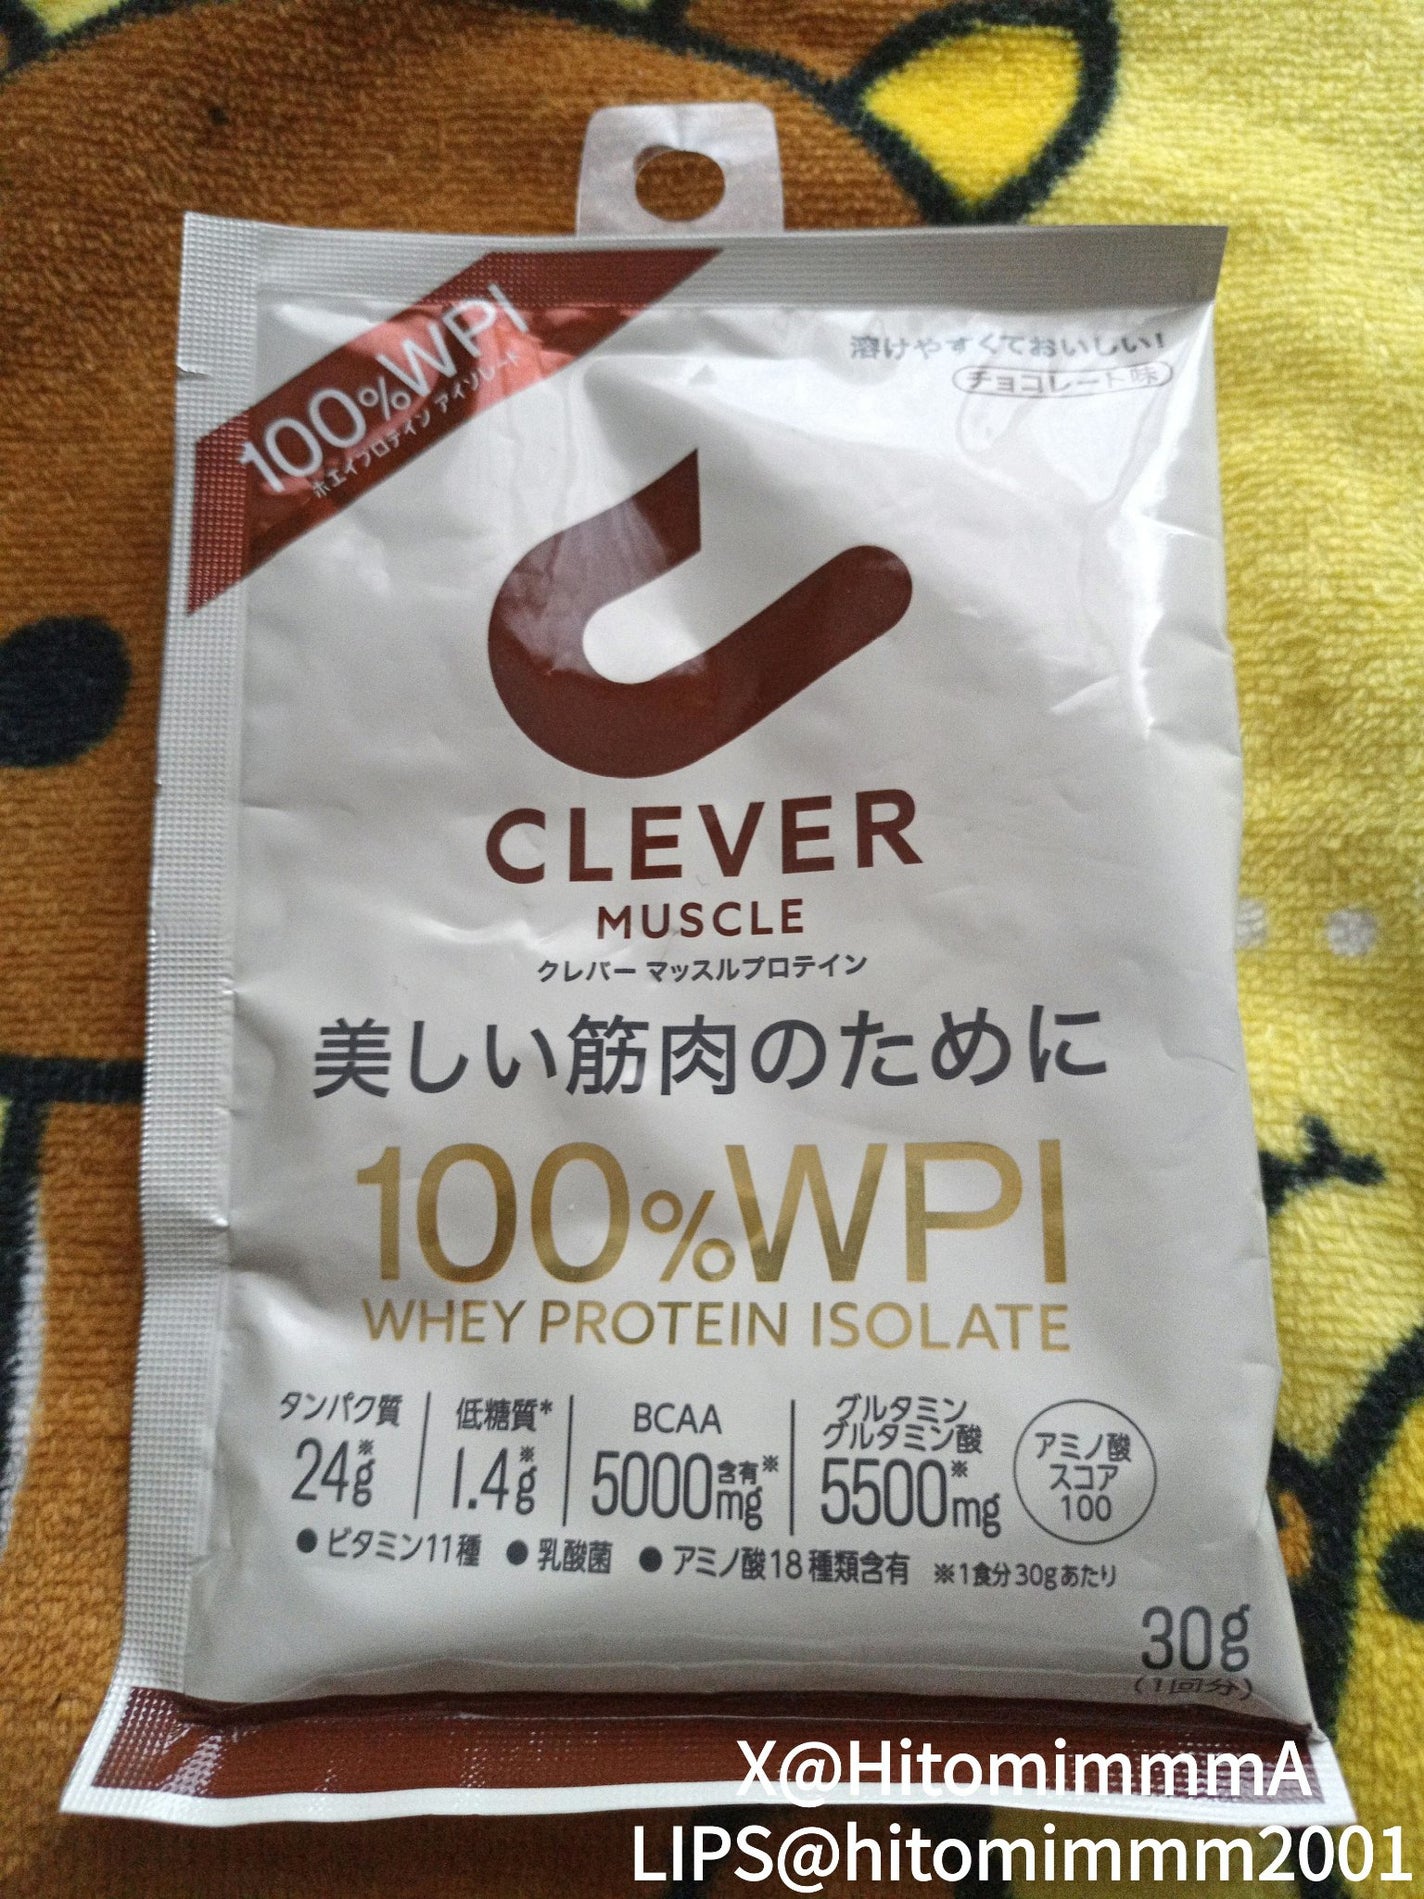 100%WPI
ホエイプロテイン アイソレート
溶けやすくておいしい!
チョコレート味
CLEVER
MUSCLE
クレバー マッスルプロテイン
美しい筋肉のために
100%WPI
WHEY PROTEIN ISOLATE
タンパク質
24g※
低糖質*
1.4g※
BCAA
5000mg含有※
グルタミン
グルタミン酸
5500mg※
アミノ酸
スコア
100
●ビタミン11種 ●乳酸菌 ●アミノ酸18種類含有 ※1食分30gあたり
30g
(1回分)
X@HitomimmmmA
LIPS@hitomimmm2001